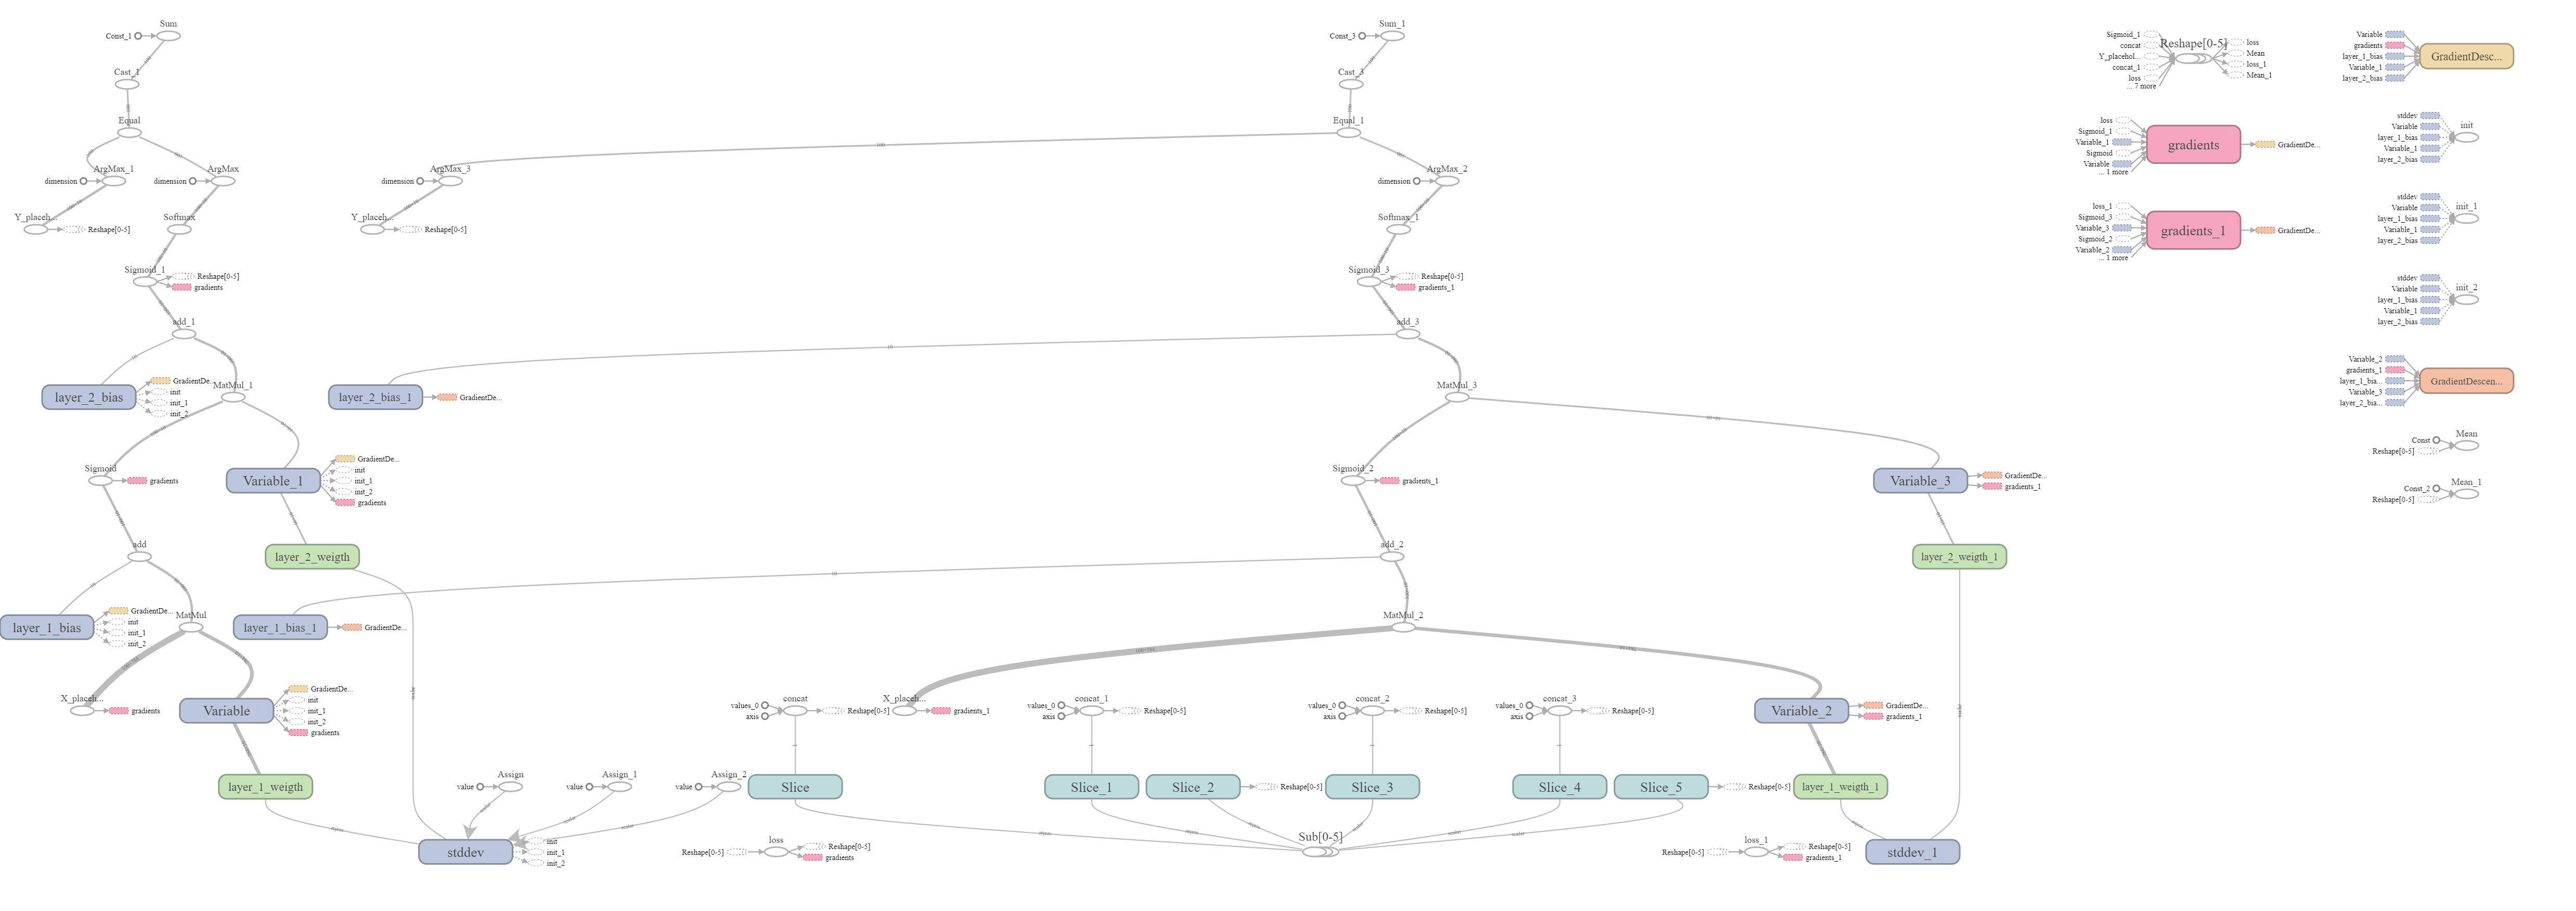 Sum
Const_1
Cast_1
Equal
ArgMax_1
ArgMax
dimension
dimension
Y_placeh...
Reshape[0-5]
Softmax
Sigmoid_1
Reshape[0-5]
gradients
add_1
layer_2_bias
GradientDe...
init
init_1
init_2
MatMul_1
Sigmoid
gradients
Variable_1
GradientDe...
init
init_1
init_2
gradients
add
layer_2_weigth
layer_1_bias
GradientDe...
init
init_1
init_2
MatMul
X_placeh...
gradients
Variable
GradientDe...
init
init_1
init_2
gradients
layer_1_weigth
value
Assign
value
Assign_1
value
Assign_2
stddev
init
init_1
init_2
Sum_1
Const_3
Cast_3
Equal_1
100
ArgMax_3
dimension
ArgMax_2
dimension
Y_placeh...
Reshape[0-5]
Softmax_1
Sigmoid_3
Reshape[0-5]
gradients_1
add_3
10
layer_2_bias_1
GradientDe...
MatMul_3
Sigmoid_2
gradients_1
Variable_3
GradientDe...
gradients_1
add_2
10
layer_2_weigth_1
layer_1_bias_1
GradientDe...
MatMul_2
X_placeh...
gradients_1
values_0
axis
concat
Reshape[0-5]
values_0
axis
concat_1
Reshape[0-5]
values_0
axis
concat_2
Reshape[0-5]
values_0
axis
concat_3
Reshape[0-5]
Variable_2
GradientDe...
gradients_1
Slice
Slice_1
Slice_2
Reshape[0-5]
Slice_3
Slice_4
Slice_5
Reshape[0-5]
layer_1_weigth_1
Reshape[0-5]
loss
Reshape[0-5]
gradients
Sub[0-5]
Reshape[0-5]
loss_1
Reshape[0-5]
gradients_1
stddev_1
Sigmoid_1
concat
Y_placehol...
concat_1
loss
... 7 more
Reshape[0-5]
loss
Mean
loss_1
Mean_1
loss
Sigmoid_1
Variable_1
Sigmoid
Variable
... 1 more
gradients
GradientDe...
loss_1
Sigmoid_3
Variable_3
Sigmoid_2
Variable_2
... 1 more
gradients_1
GradientDe...
Variable
gradients
layer_1_bias
Variable_1
layer_2_bias
GradientDesc...
stddev
Variable
layer_1_bias
Variable_1
layer_2_bias
init
stddev
Variable
layer_1_bias
Variable_1
layer_2_bias
init_1
stddev
Variable
layer_1_bias
Variable_1
layer_2_bias
init_2
Variable_2
gradients_1
layer_1_bia...
Variable_3
layer_2_bia...
GradientDescen...
Const
Reshape[0-5]
Mean
Const_2
Reshape[0-5]
Mean_1